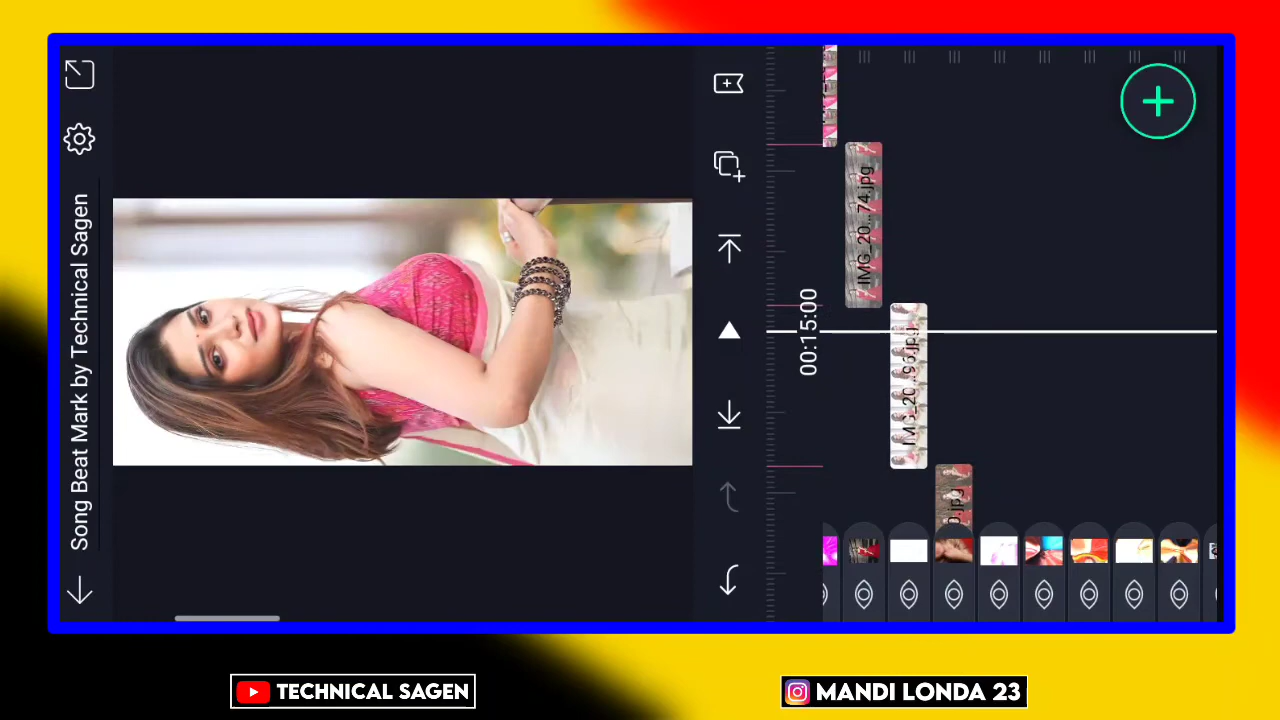 Song Beat Mark by Technical Sagen
00:15:00
IMG_20...74.jpg
TECHNICAL SAGEN
MANDI LONDA 23